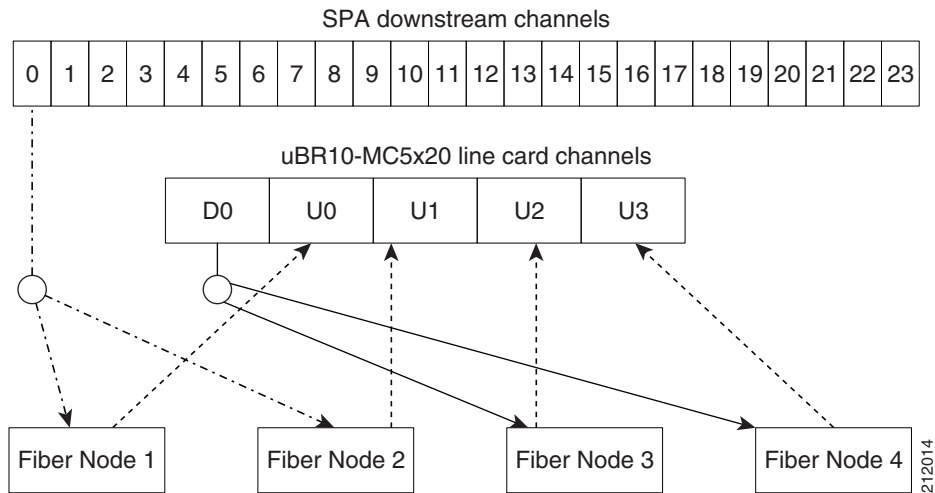 SPA downstream channels
0 1 2 3 4 5 6 7 8 9 10 11 12 13 14 15 16 17 18 19 20 21 22 23
uBR10-MC5x20 line card channels
D0 U0 U1 U2 U3
Fiber Node 1 Fiber Node 2 Fiber Node 3 Fiber Node 4
212014